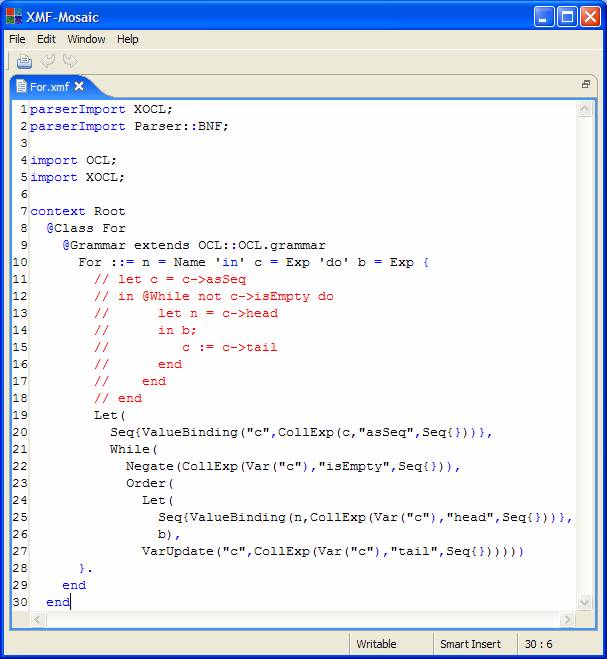 XMF-Mosaic
File Edit Window Help
For.xmf
1 parserImport XOCL;
2 parserImport Parser::BNF;
3
4 import OCL;
5 import XOCL;
6
7 context Root
8   @Class For
9     @Grammar extends OCL::OCL.grammar
10       For ::= n = Name 'in' c = Exp 'do' b = Exp {
11         // let c = c->asSeq
12         // in @While not c->isEmpty do
13         //      let n = c->head
14         //      in b;
15         //         c := c->tail
16         //      end
17         //    end
18         // end
19         Let(
20           Seq{ValueBinding("c",CollExp(c,"asSeq",Seq{}))},
21           While(
22             Negate(CollExp(Var("c"),"isEmpty",Seq{})),
23             Order(
24               Let(
25                 Seq{ValueBinding(n,CollExp(Var("c"),"head",Seq{}))},
26                 b),
27               VarUpdate("c",CollExp(Var("c"),"tail",Seq{})))))
28       }.
29     end
30   end
Writable Smart Insert 30 : 6